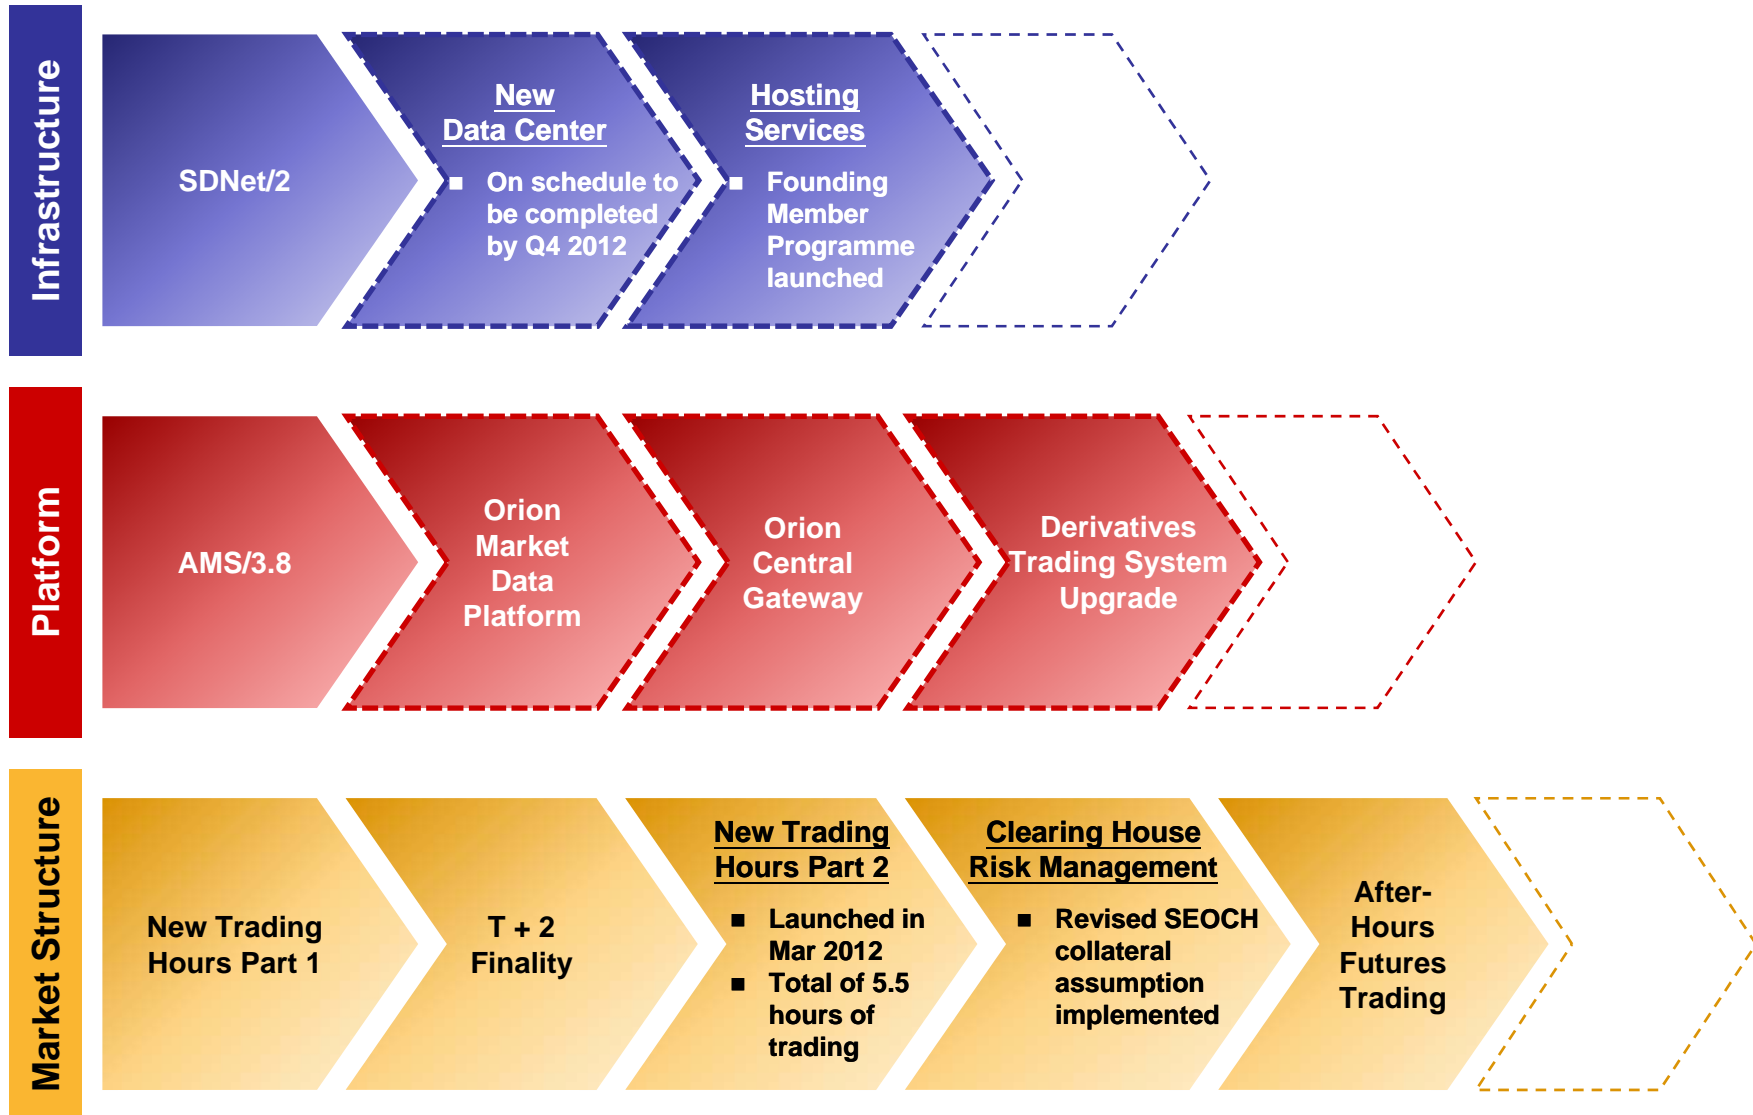 Infrastructure
SDNet/2
New
Data Center
■ On schedule to
be completed
by Q4 2012
Hosting
Services
■ Founding
Member
Programme
launched
Platform
AMS/3.8
Orion
Market
Data
Platform
Orion
Central
Gateway
Derivatives
Trading System
Upgrade
Market Structure
New Trading
Hours Part 1
T + 2
Finality
New Trading
Hours Part 2
■ Launched in
Mar 2012
■ Total of 5.5
hours of
trading
Clearing House
Risk Management
■ Revised SEOCH
collateral
assumption
implemented
After-
Hours
Futures
Trading